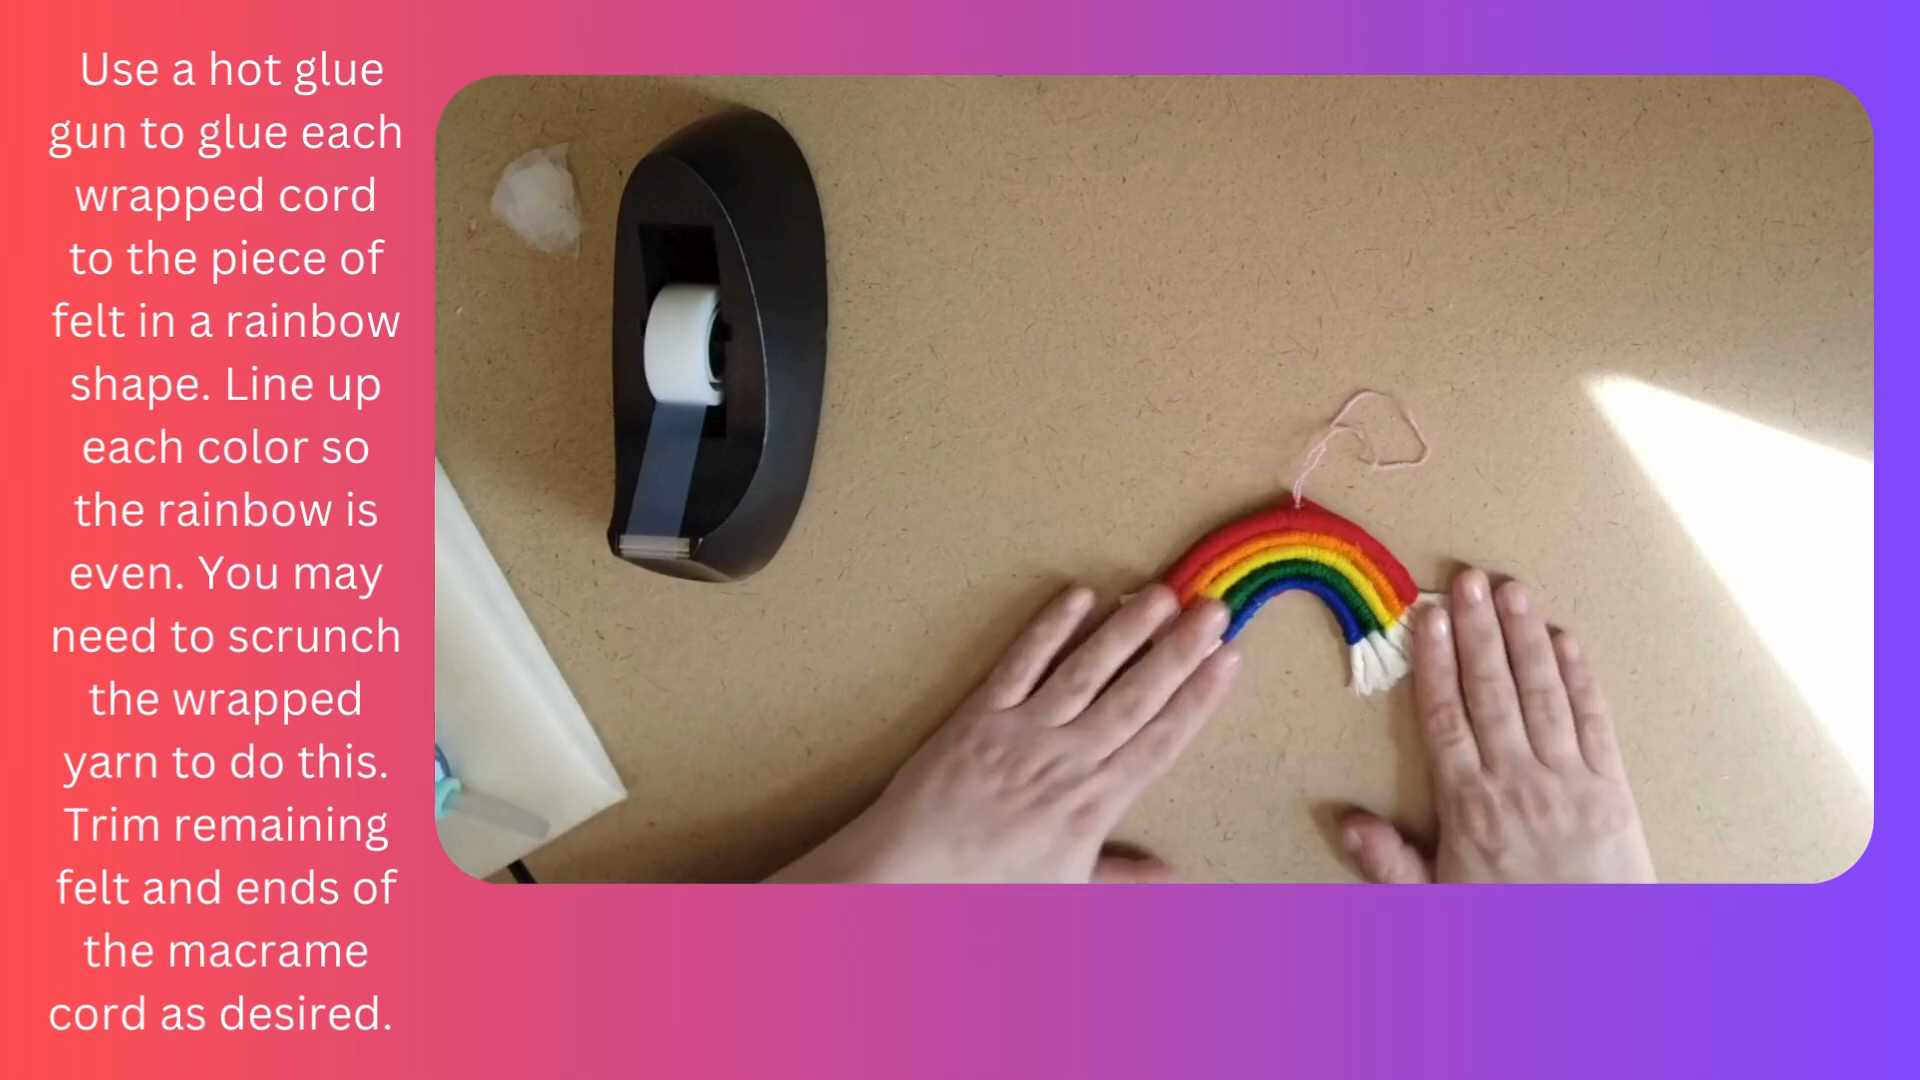 Use a hot glue
gun to glue each
wrapped cord
to the piece of
felt in a rainbow
shape. Line up
each color so
the rainbow is
even. You may
need to scrunch
the wrapped
yarn to do this.
Trim remaining
felt and ends of
the macrame
cord as desired.